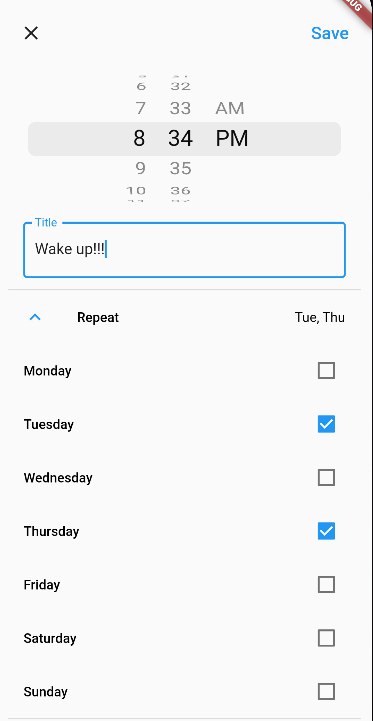 Save
6 32
7 33 AM
8 34 PM
9 35
10 36
Title
Wake up!!!
Repeat Tue, Thu
Monday
Tuesday
Wednesday
Thursday
Friday
Saturday
Sunday